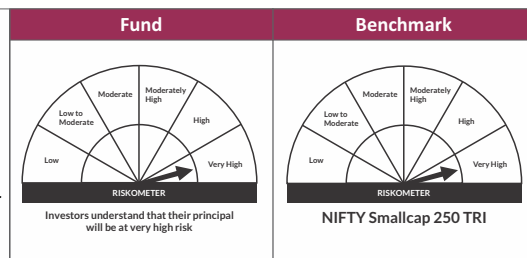 Fund
Benchmark
Low
Low to
Moderate
Moderate
Moderately
High
High
Very High
RISKOMETER
Investors understand that their principal
will be at very high risk
Low
Low to
Moderate
Moderate
Moderately
High
High
Very High
RISKOMETER
NIFTY Smallcap 250 TRI